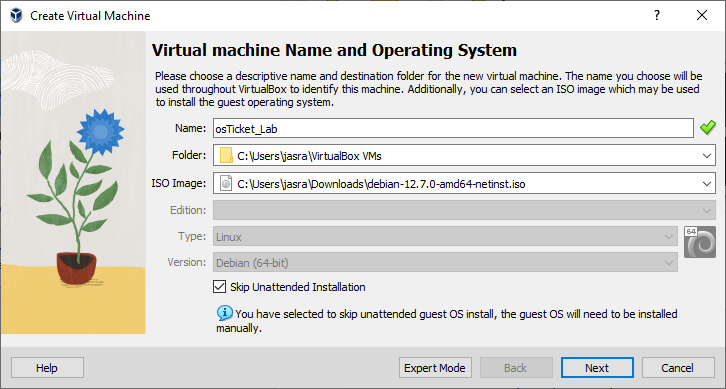 Create Virtual Machine
?
Virtual machine Name and Operating System
Please choose a descriptive name and destination folder for the new virtual machine. The name you choose will be
used throughout VirtualBox to identify this machine. Additionally, you can select an ISO image which may be used
to install the guest operating system.
Name: osTicket_Lab
Folder: C:\Users\jasra\VirtualBox VMs
ISO Image: C:\Users\jasra\Downloads\debian-12.7.0-amd64-netinst.iso
Edition:
Type: Linux
64
Version: Debian (64-bit)
Skip Unattended Installation
You have selected to skip unattended guest OS install, the guest OS will need to be installed
manually.
Help Expert Mode Back Next Cancel